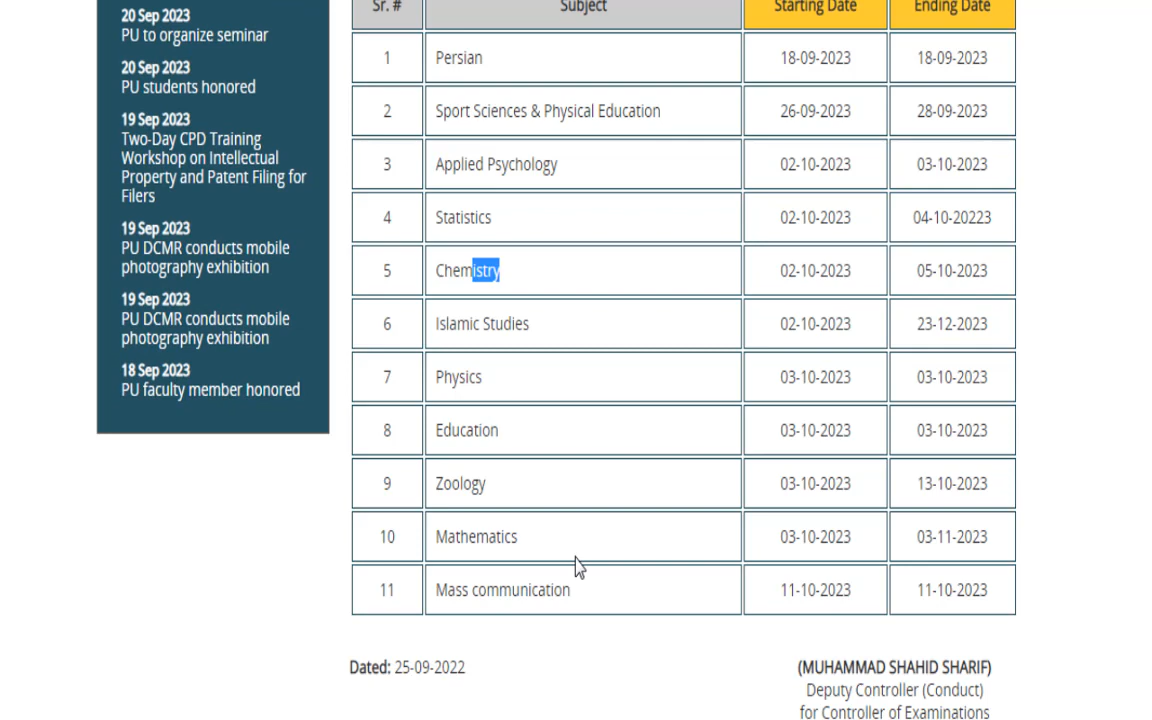 20 Sep 2023
PU to organize seminar
20 Sep 2023
PU students honored
19 Sep 2023
Two-Day CPD Training
Workshop on Intellectual
Property and Patent Filing for
Filers
19 Sep 2023
PU DCMR conducts mobile
photography exhibition
19 Sep 2023
PU DCMR conducts mobile
photography exhibition
18 Sep 2023
PU faculty member honored
Sr. # Subject Starting Date Ending Date
1 Persian 18-09-2023 18-09-2023
2 Sport Sciences & Physical Education 26-09-2023 28-09-2023
3 Applied Psychology 02-10-2023 03-10-2023
4 Statistics 02-10-2023 04-10-20223
5 Chemistry 02-10-2023 05-10-2023
6 Islamic Studies 02-10-2023 23-12-2023
7 Physics 03-10-2023 03-10-2023
8 Education 03-10-2023 03-10-2023
9 Zoology 03-10-2023 13-10-2023
10 Mathematics 03-10-2023 03-11-2023
11 Mass communication 11-10-2023 11-10-2023
Dated: 25-09-2022
(MUHAMMAD SHAHID SHARIF)
Deputy Controller (Conduct)
for Controller of Examinations